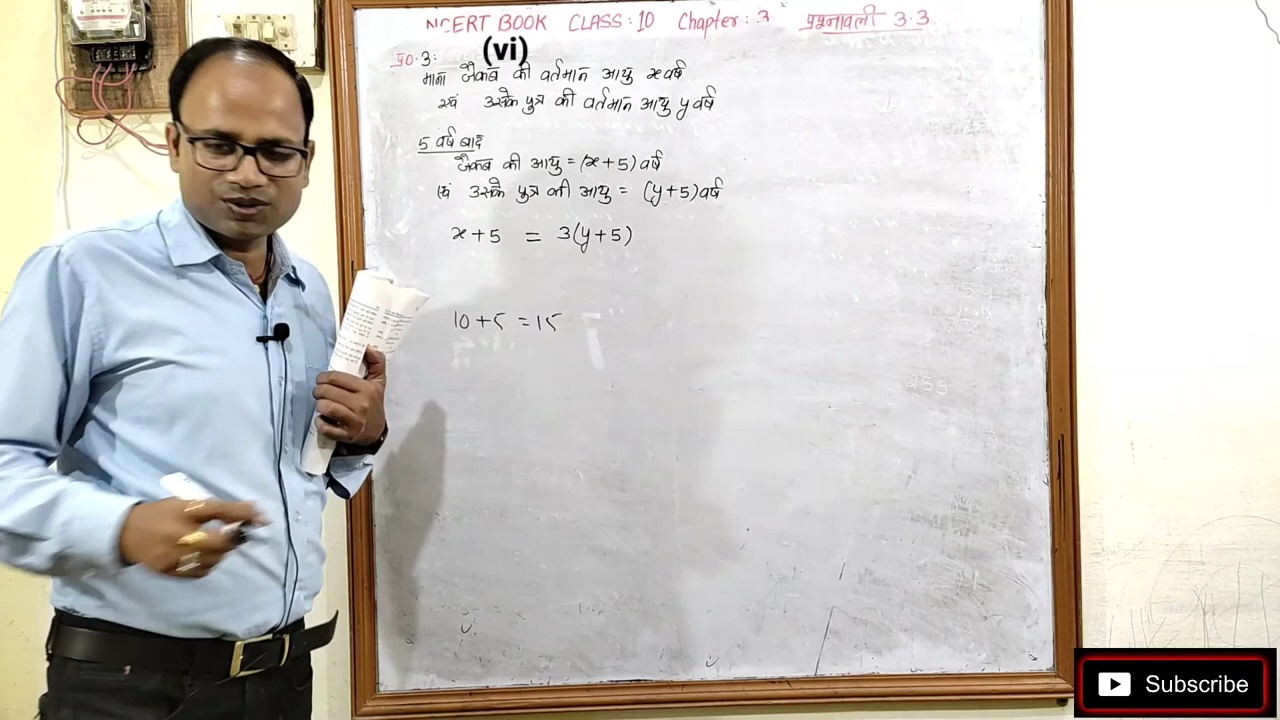 NCERT BOOK CLASS:10 Chapter:3 प्रश्नावली 3.3
प्र०.3: (vi)
माना जैकब की वर्तमान आयु x वर्ष
एवं उसके पुत्र की वर्तमान आयु y वर्ष
5 वर्ष बाद
जैकब की आयु = (x+5) वर्ष
एवं उसके पुत्र की आयु = (y+5) वर्ष
x+5 = 3(y+5)
10+5 = 15
Subscribe